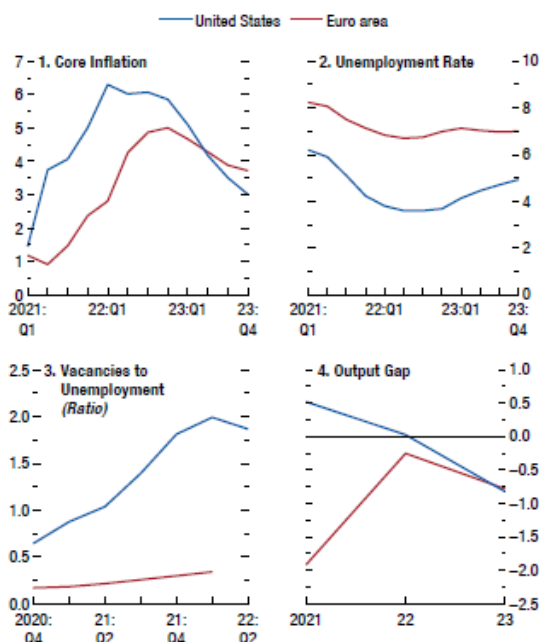 United States Euro area
1. Core Inflation
7
6
5
4
3
2
1
0
2021: 22:Q1 23:Q1 23:
Q1 Q4
2. Unemployment Rate
10
8
6
4
2
0
2021: 22:Q1 23:Q1 23:
Q1 Q4
3. Vacancies to
Unemployment
(Ratio)
2.5
2.0
1.5
1.0
0.5
0.0
2020: 21: 21: 22:
Q4 Q2 Q4 Q2
4. Output Gap
1.0
0.5
0.0
–0.5
–1.0
–1.5
–2.0
–2.5
2021 22 23